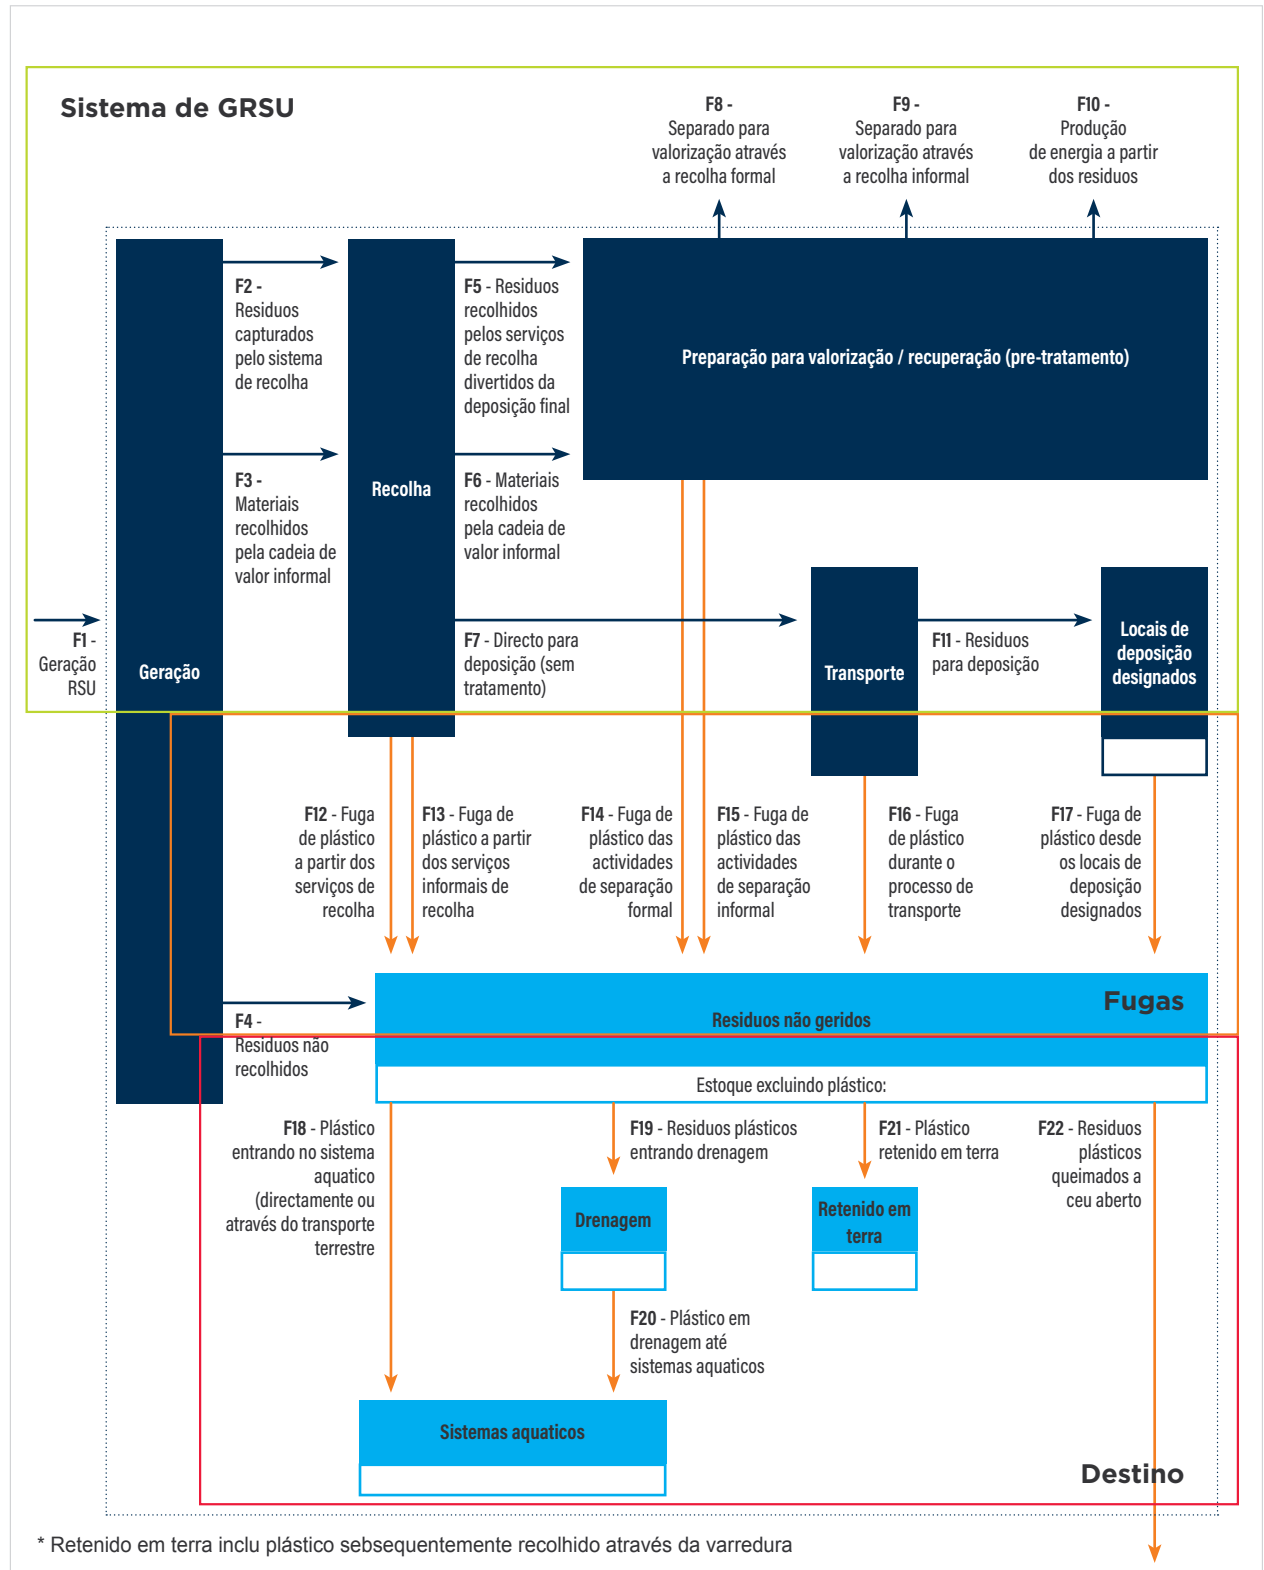 Sistema de GRSU
F8 -
Separado para
valorização através
a recolha formal
F9 -
Separado para
valorização através
a recolha informal
F10 -
Produção
de energia a partir
dos residuos
F2 -
Residuos
capturados
pelo sistema
de recolha
F5 - Residuos
recolhidos
pelos serviços
de recolha
divertidos da
deposição final
Preparação para valorização / recuperação (pre-tratamento)
F3 -
Materiais
recolhidos
pela cadeia de
valor informal
Recolha
F6 - Materiais
recolhidos
pela cadeia de
valor informal
F1 -
Geração
RSU
Geração
F7 - Directo para
deposição (sem
tratamento)
Transporte
F11 - Residuos
para deposição
Locais de
deposição
designados
F12 - Fuga
de plástico
a partir dos
serviços de
recolha
F13 - Fuga de
plástico a partir
dos serviços
informais de
recolha
F14 - Fuga de
plástico das
actividades
de separação
formal
F15 - Fuga de
plástico das
actividades
de separação
informal
F16 - Fuga
de plástico
durante o
processo de
transporte
F17 - Fuga de
plástico desde
os locais de
deposição
designados
Fugas
Residuos não geridos
F4 -
Residuos não
recolhidos
Estoque excluindo plástico:
F18 - Plástico
entrando no sistema
aquatico
(directamente ou
através do transporte
terrestre
F19 - Residuos plásticos
entrando drenagem
F21 - Plástico
retenido em terra
F22 - Residuos
plásticos
queimados a
ceu aberto
Drenagem
Retenido em
terra
F20 - Plástico em
drenagem até
sistemas aquaticos
Sistemas aquaticos
Destino
* Retenido em terra inclu plástico sebsequentemente recolhido através da varredura